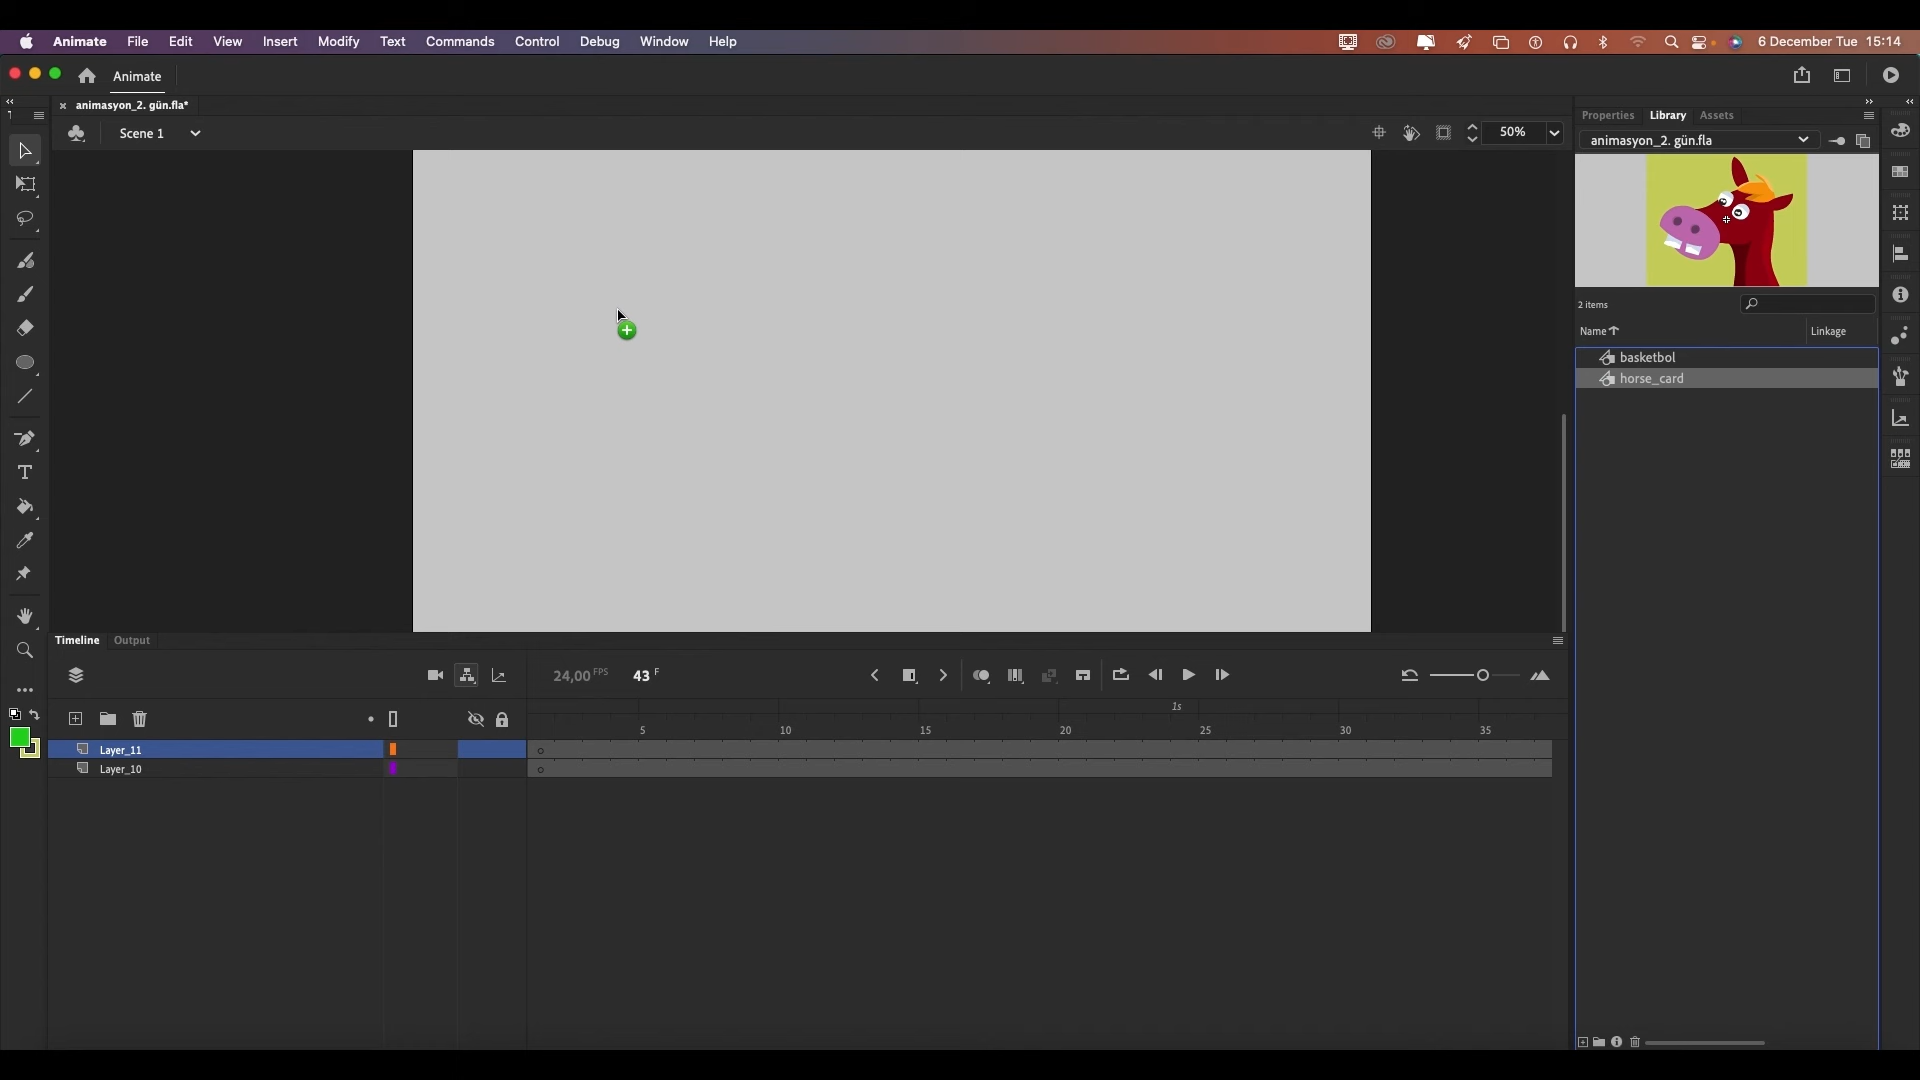 Animate File Edit View Insert Modify Text Commands Control Debug Window Help
6 December Tue 15:14
Animate
animasyon_2. gün.fla*
Scene 1
50%
Properties Library Assets
animasyon_2. gün.fla
2 items
Name Linkage
basketbol
horse_card
Timeline Output
24,00 FPS 43 F
1s
5 10 15 20 25 30 35
Layer_11
Layer_10